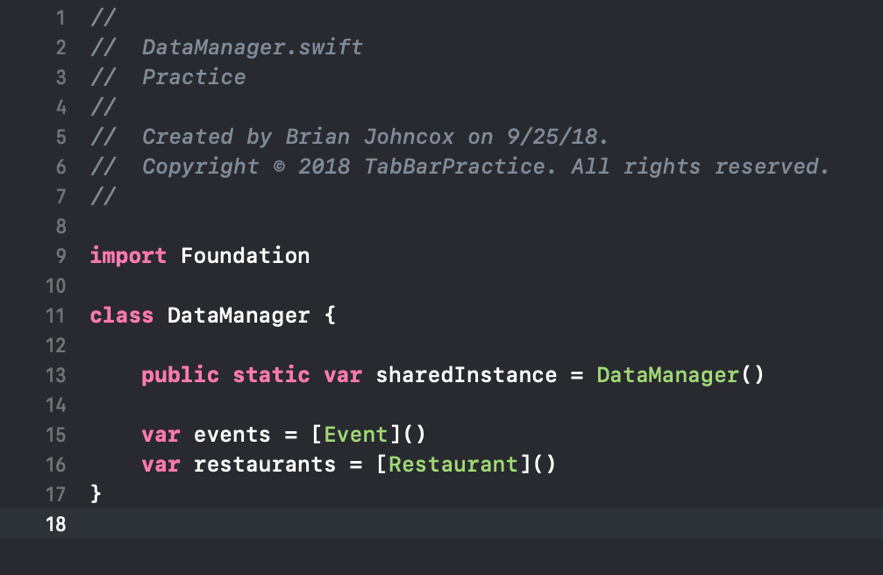 1 //
2 //  DataManager.swift
3 //  Practice
4 //
5 //  Created by Brian Johncox on 9/25/18.
6 //  Copyright © 2018 TabBarPractice. All rights reserved.
7 //
8
9 import Foundation
10
11 class DataManager {
12
13     public static var sharedInstance = DataManager()
14
15     var events = [Event]()
16     var restaurants = [Restaurant]()
17 }
18